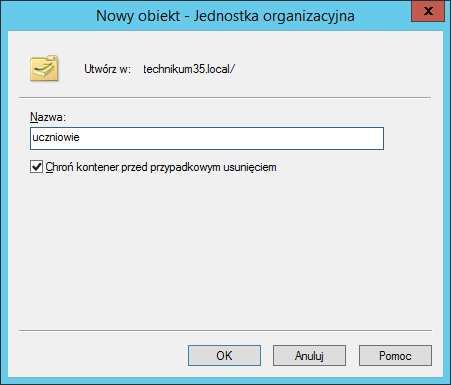 Nowy obiekt - Jednostka organizacyjna
x
Utwórz w: technikum35.local/
Nazwa:
uczniowie
Chroń kontener przed przypadkowym usunięciem
OK Anuluj Pomoc